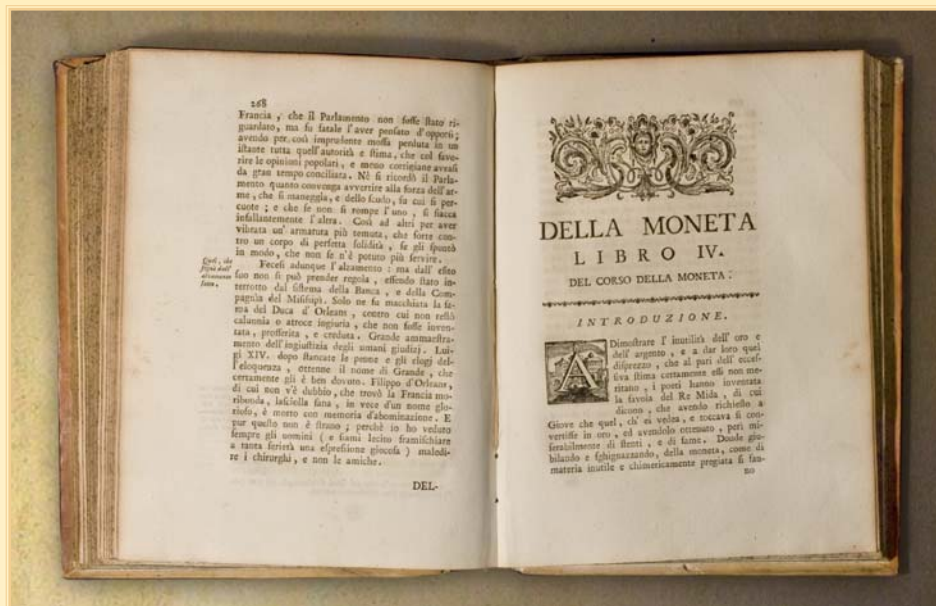 268
Francia, che il Parlamento non foſſe ſtato ri-
guardato, ma fu fatale l'aver penſato d'opporſi;
avendo per così imprudente moſſa perduta in un
iſtante tutta quell'autorità e ſtima, che col favo-
rire le opinioni popolari, e meno cortigiane aveaſi
da gran tempo conciliata. Nè ſi ricordò il Parla-
mento quanto convenga avvertire alla forza dell'ar-
me, che ſi maneggia, e dello ſcudo, ſu cui ſi per-
cuote; e che ſe non ſi rompe l'uno, ſi fiacca
infallantemente l'altra. Così ad altri per aver
vibrata un'armatura più temuta, che forte con-
tro un corpo di perfetta ſolidità, ſe gli ſpuntò
in modo, che non ſe n'è potuto più ſervire.
Quel, che
dall'
alzamento
Feceſi adunque l'alzamento: ma dall'eſito
ſuo non ſi può prender regola, eſſendo ſtato in-
terrotto dal ſiſtema della Banca, e della Com-
pagnia del Miſiſipì. Solo ne fu macchiata la fa-
ma del Duca d'Orleans, contro cui non reſtò
calunnia o atroce ingiuria, che non foſſe inven-
tata, profferita, e creduta. Grande ammaeſtra-
mento dell'ingiuſtizia degli umani giudizj. Lui-
gi XIV. dopo ſtancate le penne e gli elogj del-
l'eloquenza, ottenne il nome di Grande, che
certamente gli è ben dovuto. Filippo d'Orleans,
di cui non v'è dubbio, che trovò la Francia mo-
ribonda, laſciolla ſana, in vece d'un nome glo-
rioſo, è morto con memoria d'abominazione. E
pur queſto non è ſtrano; perchè io ho veduto
ſempre gli uomini (e ſiami lecito framiſchiare
a tanta ſerietà una eſpreſſione giocoſa) maledi-
re i chirurghi, e non le amiche.
DEL-
DELLA MONETA
LIBRO IV.
DEL CORSO DELLA MONETA.
INTRODUZIONE.
A Dimoſtrare l'inutilità dell'oro e
dell'argento, e a dar loro quel
diſprezzo, che al pari dell'ecceſ-
ſiva ſtima certamente eſſi non me-
ritano, i poeti hanno inventata
la favola del Re Mida, di cui
dicono, che avendo richieſto a
Giove che quel, ch'ei vedea, e toccava ſi con-
vertiſſe in oro, ed avendolo ottenuto, perì mi-
ſerabilmente di ſtenti, e di fame. Donde giu-
bilando e ſghignazzando, della moneta, come di
materia inutile e chimericamente pregiata ſi fan-
no